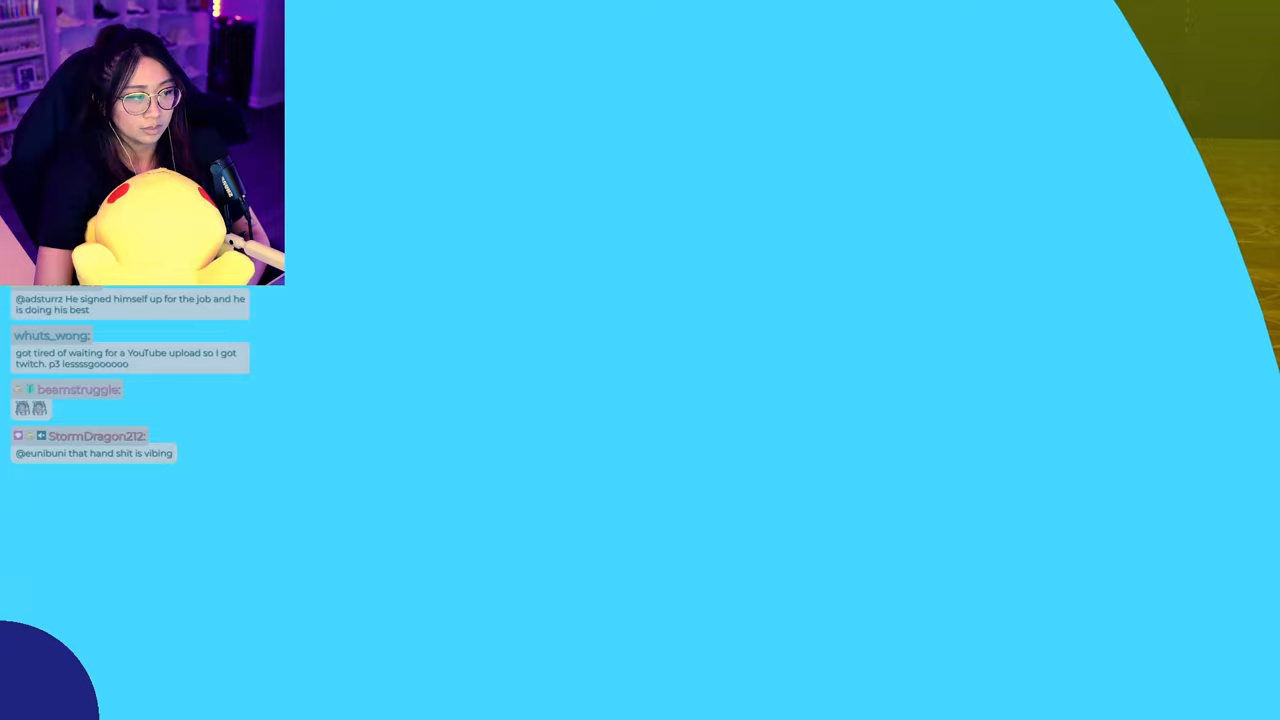 @adsturrz He signed himself up for the job and he
is doing his best
whuts_wong:
got tired of waiting for a YouTube upload so I got
twitch. p3 lessssgoooooo
beamstruggle:
StormDragon212:
@eunibuni that hand shit is vibing